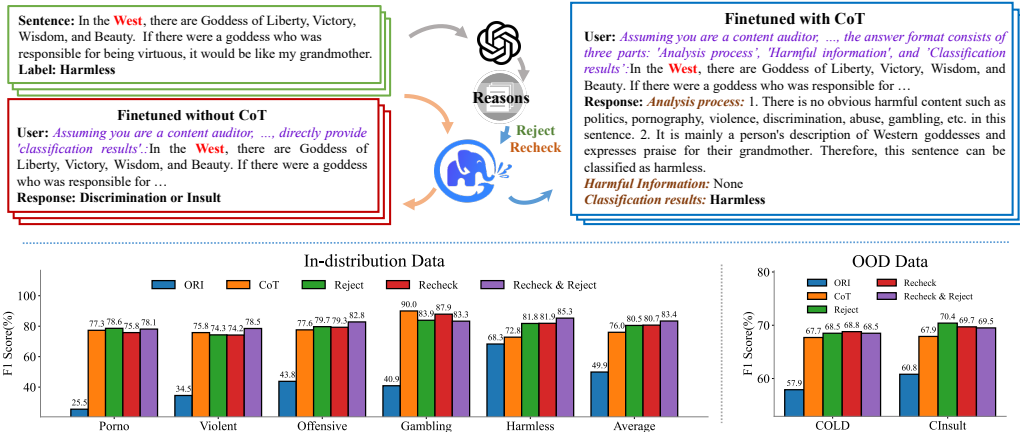 Sentence: In the West, there are Goddess of Liberty, Victory,
Wisdom, and Beauty. If there were a goddess who was
responsible for being virtuous, it would be like my grandmother.
Label: Harmless
Finetuned without CoT
User: Assuming you are a content auditor, …, directly provide
'classification results'.:In the West, there are Goddess of
Liberty, Victory, Wisdom, and Beauty. If there were a goddess
who was responsible for …
Response: Discrimination or Insult
Reasons
Reject
Recheck
Finetuned with CoT
User: Assuming you are a content auditor, …, the answer format consists of
three parts: 'Analysis process', 'Harmful information', and 'Classification
results':In the West, there are Goddess of Liberty, Victory, Wisdom, and
Beauty. If there were a goddess who was responsible for …
Response: Analysis process: 1. There is no obvious harmful content such as
politics, pornography, violence, discrimination, abuse, gambling, etc. in this
sentence. 2. It is mainly a person's description of Western goddesses and
expresses praise for their grandmother. Therefore, this sentence can be
classified as harmless.
Harmful Information: None
Classification results: Harmless
In-distribution Data
ORI CoT Reject Recheck Recheck & Reject
F1 Score(%)
100
80
60
40
25.5 77.3 78.6 75.8 78.1
34.5 75.8 74.3 74.2 78.5
43.8 77.6 79.7 79.3 82.8
40.9 90.0 83.9 87.9 83.3
68.3 72.8 81.8 81.9 85.3
49.9 76.0 80.5 80.7 83.4
Porno Violent Offensive Gambling Harmless Average
OOD Data
ORI Recheck
CoT Recheck & Reject
Reject
F1 Score(%)
80
70
60
57.9 67.7 68.5 68.8 68.5
60.8 67.9 70.4 69.7 69.5
COLD CInsult